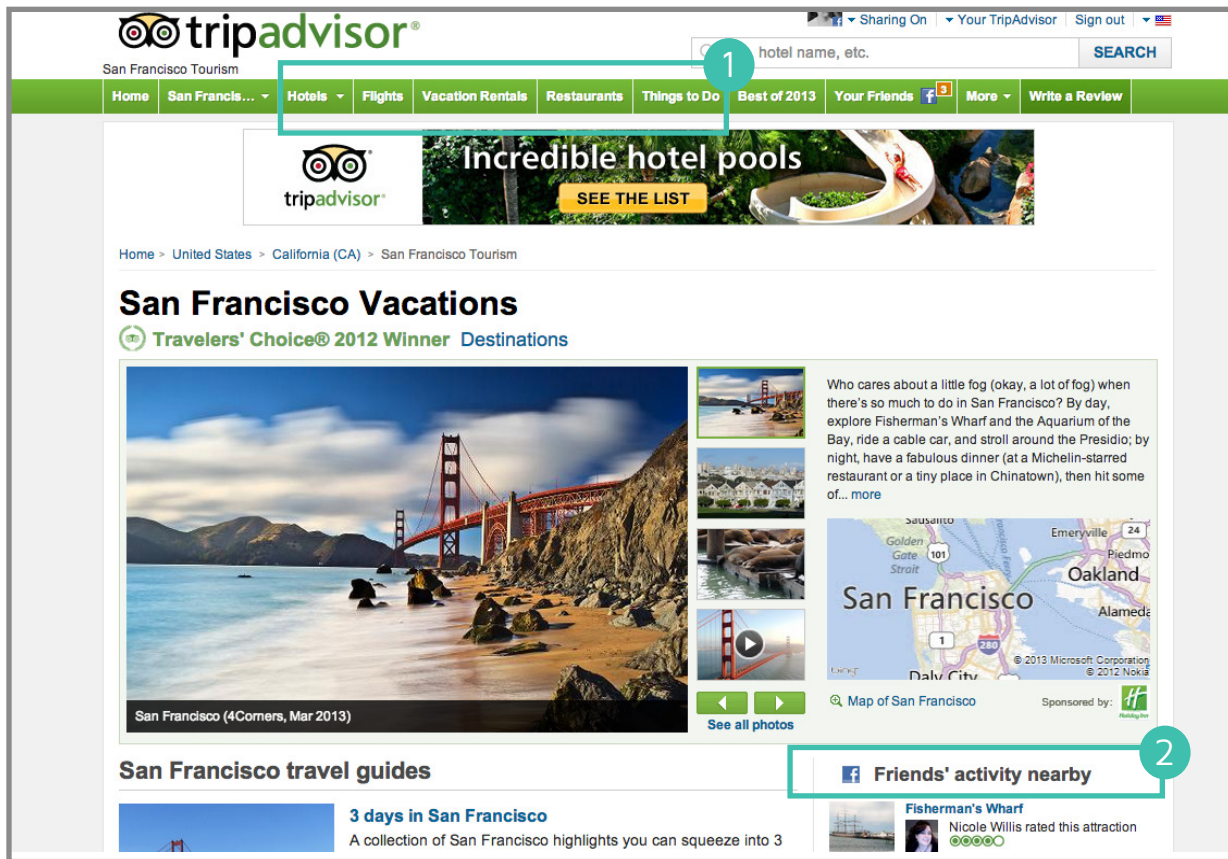 tripadvisor®
Sharing On Your TripAdvisor Sign out
hotel name, etc. SEARCH
San Francisco Tourism
1
Home San Francis... Hotels Flights Vacation Rentals Restaurants Things to Do Best of 2013 Your Friends f 3 More Write a Review
tripadvisor®
Incredible hotel pools
SEE THE LIST
Home > United States > California (CA) > San Francisco Tourism
San Francisco Vacations
Travelers' Choice® 2012 Winner Destinations
San Francisco (4Corners, Mar 2013)
See all photos
Who cares about a little fog (okay, a lot of fog) when
there's so much to do in San Francisco? By day,
explore Fisherman's Wharf and the Aquarium of the
Bay, ride a cable car, and stroll around the Presidio; by
night, have a fabulous dinner (at a Michelin-starred
restaurant or a tiny place in Chinatown), then hit some
of... more
Sausalito
Emeryville 24
Golden
Gate 101
Strait
Piedmo
Oakland
San Francisco
Alameda
1
280
© 2013 Microsoft Corporation
bing
Daly City
© 2012 Nokia
Map of San Francisco
Sponsored by:
Holiday Inn
2
San Francisco travel guides
3 days in San Francisco
A collection of San Francisco highlights you can squeeze into 3
f Friends' activity nearby
Fisherman's Wharf
Nicole Willis rated this attraction